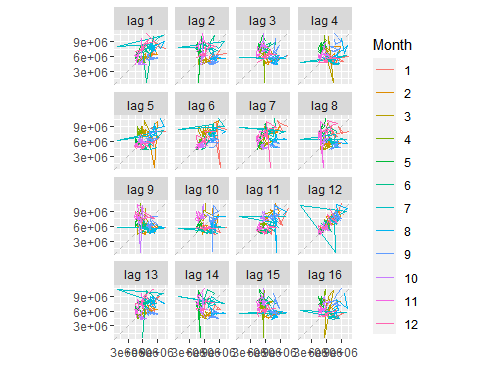 lag 1 lag 2 lag 3 lag 4
9e+06
6e+06
3e+06
lag 5 lag 6 lag 7 lag 8
9e+06
6e+06
3e+06
lag 9 lag 10 lag 11 lag 12
9e+06
6e+06
3e+06
lag 13 lag 14 lag 15 lag 16
9e+06
6e+06
3e+06
Month
1
2
3
4
5
6
7
8
9
10
11
12